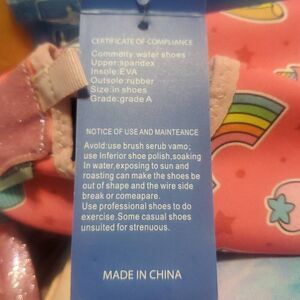 CERTIFICATE OF COMPLIANCE
Commolty:water shoes
Upper:spandex
Insole:EVA
Outsole:rubber
Size:in shoes
Grade:grade A
NOTICE OF USE AND MAINTEANCE
Avold:use brush serub vamo;
use Inferior shoe polish,soaking
In water,exposing to sun and
roasting can make the shoes be
out of shape and the wire side
break or comeapare.
Use professional shoes to do
exercise.Some casual shoes
unsuited for strenuous.
MADE IN CHINA